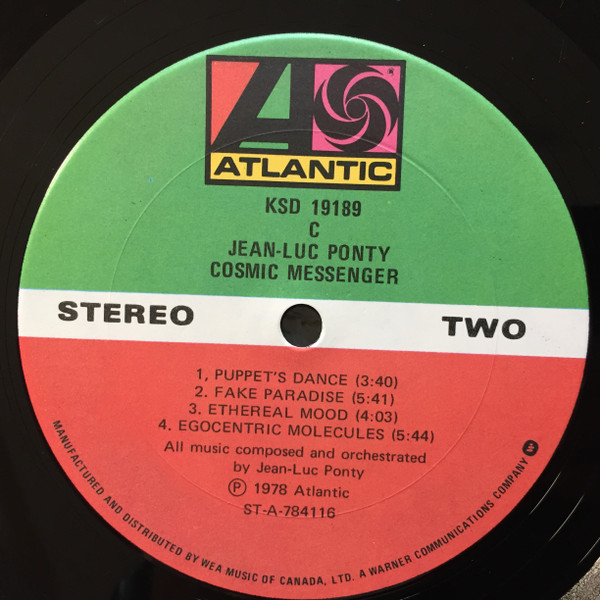 ATLANTIC
KSD 19189
C
JEAN-LUC PONTY
COSMIC MESSENGER
STEREO
TWO
1, PUPPET'S DANCE (3:40)
2. FAKE PARADISE (5:41)
3. ETHEREAL MOOD (4:03)
4. EGOCENTRIC MOLECULES (5:44)
All music composed and orchestrated
by Jean-Luc Ponty
Ⓟ 1978 Atlantic
ST-A-784116
MANUFACTURED AND DISTRIBUTED BY WEA MUSIC OF CANADA, LTD. A WARNER COMMUNICATIONS COMPANY